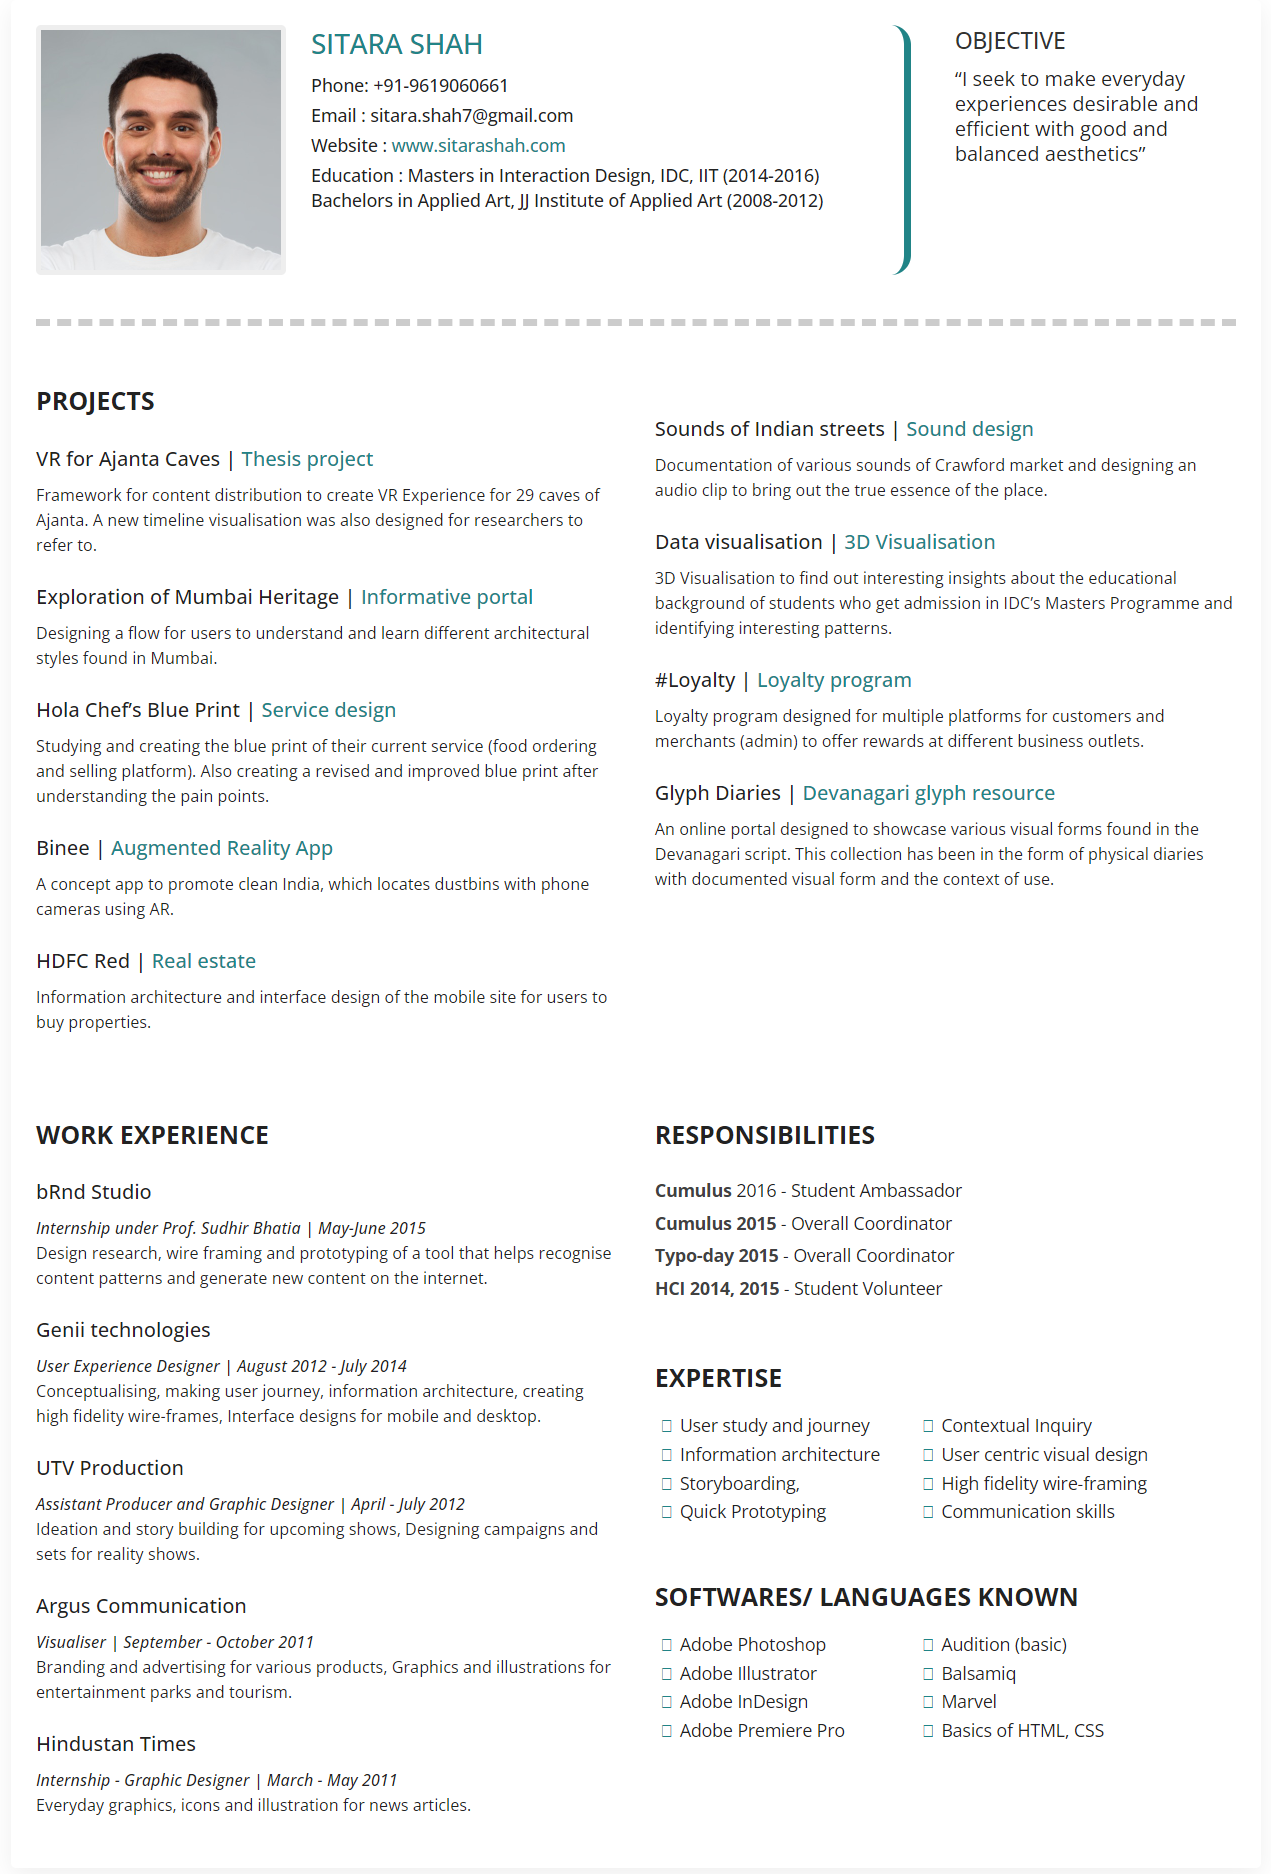 SITARA SHAH
Phone: +91-9619060661
Email : sitara.shah7@gmail.com
Website : www.sitarashah.com
Education : Masters in Interaction Design, IDC, IIT (2014-2016)
Bachelors in Applied Art, JJ Institute of Applied Art (2008-2012)
OBJECTIVE
“I seek to make everyday
experiences desirable and
efficient with good and
balanced aesthetics”
PROJECTS
VR for Ajanta Caves | Thesis project
Framework for content distribution to create VR Experience for 29 caves of
Ajanta. A new timeline visualisation was also designed for researchers to
refer to.
Exploration of Mumbai Heritage | Informative portal
Designing a flow for users to understand and learn different architectural
styles found in Mumbai.
Hola Chef’s Blue Print | Service design
Studying and creating the blue print of their current service (food ordering
and selling platform). Also creating a revised and improved blue print after
understanding the pain points.
Binee | Augmented Reality App
A concept app to promote clean India, which locates dustbins with phone
cameras using AR.
HDFC Red | Real estate
Information architecture and interface design of the mobile site for users to
buy properties.
Sounds of Indian streets | Sound design
Documentation of various sounds of Crawford market and designing an
audio clip to bring out the true essence of the place.
Data visualisation | 3D Visualisation
3D Visualisation to find out interesting insights about the educational
background of students who get admission in IDC’s Masters Programme and
identifying interesting patterns.
#Loyalty | Loyalty program
Loyalty program designed for multiple platforms for customers and
merchants (admin) to offer rewards at different business outlets.
Glyph Diaries | Devanagari glyph resource
An online portal designed to showcase various visual forms found in the
Devanagari script. This collection has been in the form of physical diaries
with documented visual form and the context of use.
WORK EXPERIENCE
bRnd Studio
Internship under Prof. Sudhir Bhatia | May-June 2015
Design research, wire framing and prototyping of a tool that helps recognise
content patterns and generate new content on the internet.
Genii technologies
User Experience Designer | August 2012 - July 2014
Conceptualising, making user journey, information architecture, creating
high fidelity wire-frames, Interface designs for mobile and desktop.
UTV Production
Assistant Producer and Graphic Designer | April - July 2012
Ideation and story building for upcoming shows, Designing campaigns and
sets for reality shows.
Argus Communication
Visualiser | September - October 2011
Branding and advertising for various products, Graphics and illustrations for
entertainment parks and tourism.
Hindustan Times
Internship - Graphic Designer | March - May 2011
Everyday graphics, icons and illustration for news articles.
RESPONSIBILITIES
Cumulus 2016 - Student Ambassador
Cumulus 2015 - Overall Coordinator
Typo-day 2015 - Overall Coordinator
HCI 2014, 2015 - Student Volunteer
EXPERTISE
User study and journey
Information architecture
Storyboarding,
Quick Prototyping
Contextual Inquiry
User centric visual design
High fidelity wire-framing
Communication skills
SOFTWARES/ LANGUAGES KNOWN
Adobe Photoshop
Adobe Illustrator
Adobe InDesign
Adobe Premiere Pro
Audition (basic)
Balsamiq
Marvel
Basics of HTML, CSS